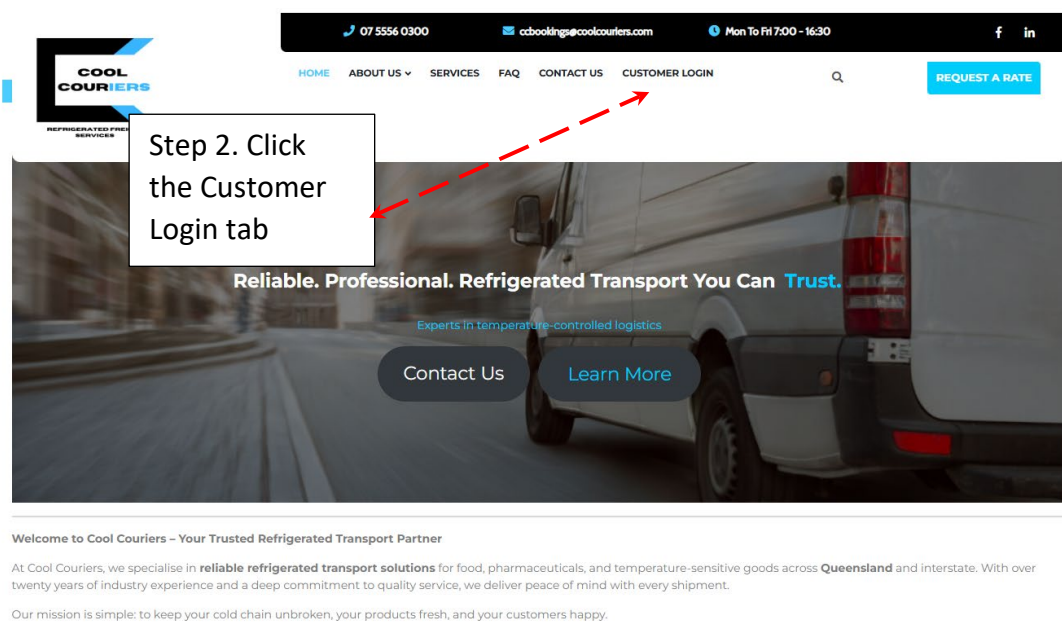 07 5556 0300
ccbookings@coolcouriers.com
Mon To Fri 7:00 - 16:30
COOL
COURIERS
HOME
ABOUT US
SERVICES
FAQ
CONTACT US
CUSTOMER LOGIN
REQUEST A RATE
REFRIGERATED
SERVICES
Step 2. Click
the Customer
Login tab
Reliable. Professional. Refrigerated Transport You Can Trust.
Experts in temperature-controlled logistics
Contact Us
Learn More
Welcome to Cool Couriers – Your Trusted Refrigerated Transport Partner
At Cool Couriers, we specialise in reliable refrigerated transport solutions for food, pharmaceuticals, and temperature-sensitive goods across Queensland and interstate. With over
twenty years of industry experience and a deep commitment to quality service, we deliver peace of mind with every shipment.
Our mission is simple: to keep your cold chain unbroken, your products fresh, and your customers happy.